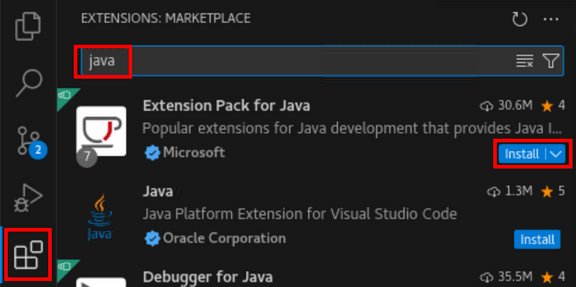 EXTENSIONS: MARKETPLACE
java
Extension Pack for Java 30.6M 4
Popular extensions for Java development that provides Java I...
7 Microsoft Install
2
Java 1.3M 5
Java Platform Extension for Visual Studio Code
Java Oracle Corporation Install
Debugger for Java 35.5M 4